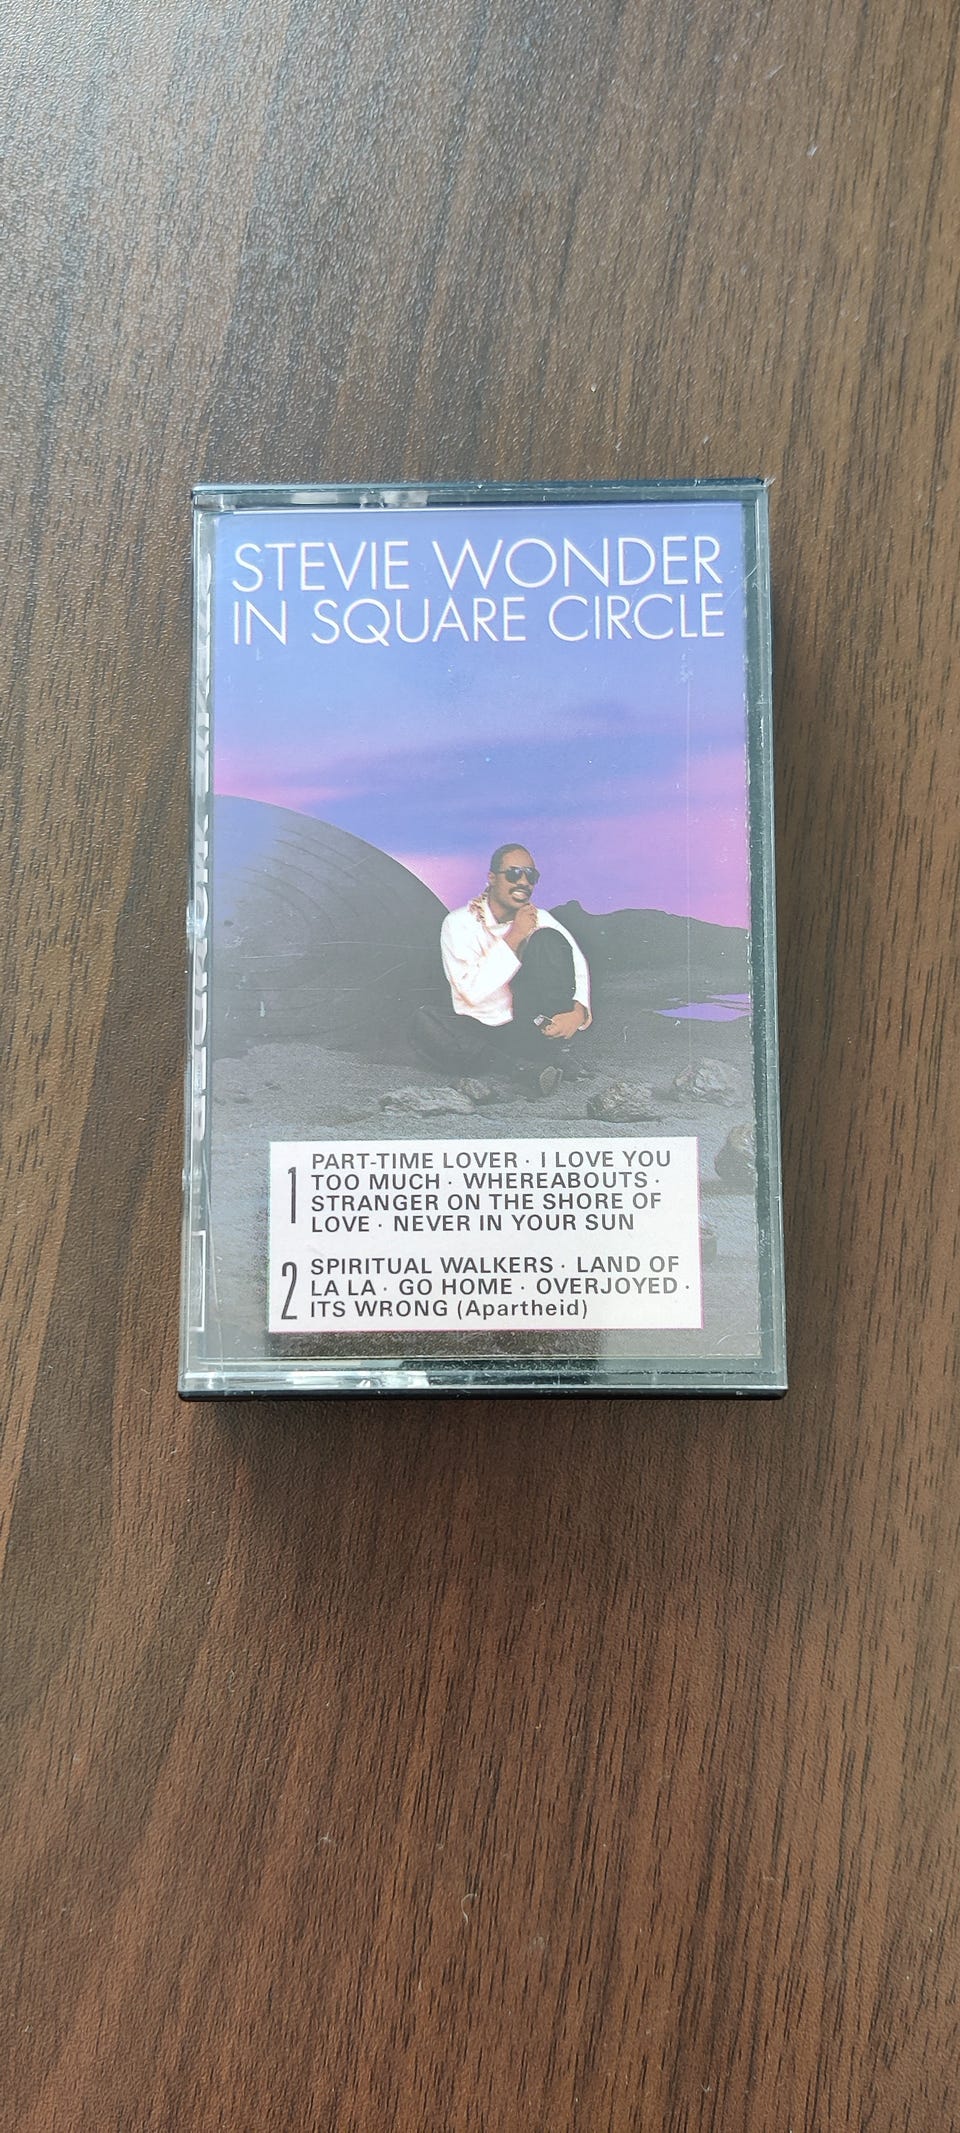 STEVIE WONDER
IN SQUARE CIRCLE
1 PART-TIME LOVER · I LOVE YOU
TOO MUCH · WHEREABOUTS ·
STRANGER ON THE SHORE OF
LOVE · NEVER IN YOUR SUN
2 SPIRITUAL WALKERS · LAND OF
LA LA · GO HOME · OVERJOYED ·
ITS WRONG (Apartheid)